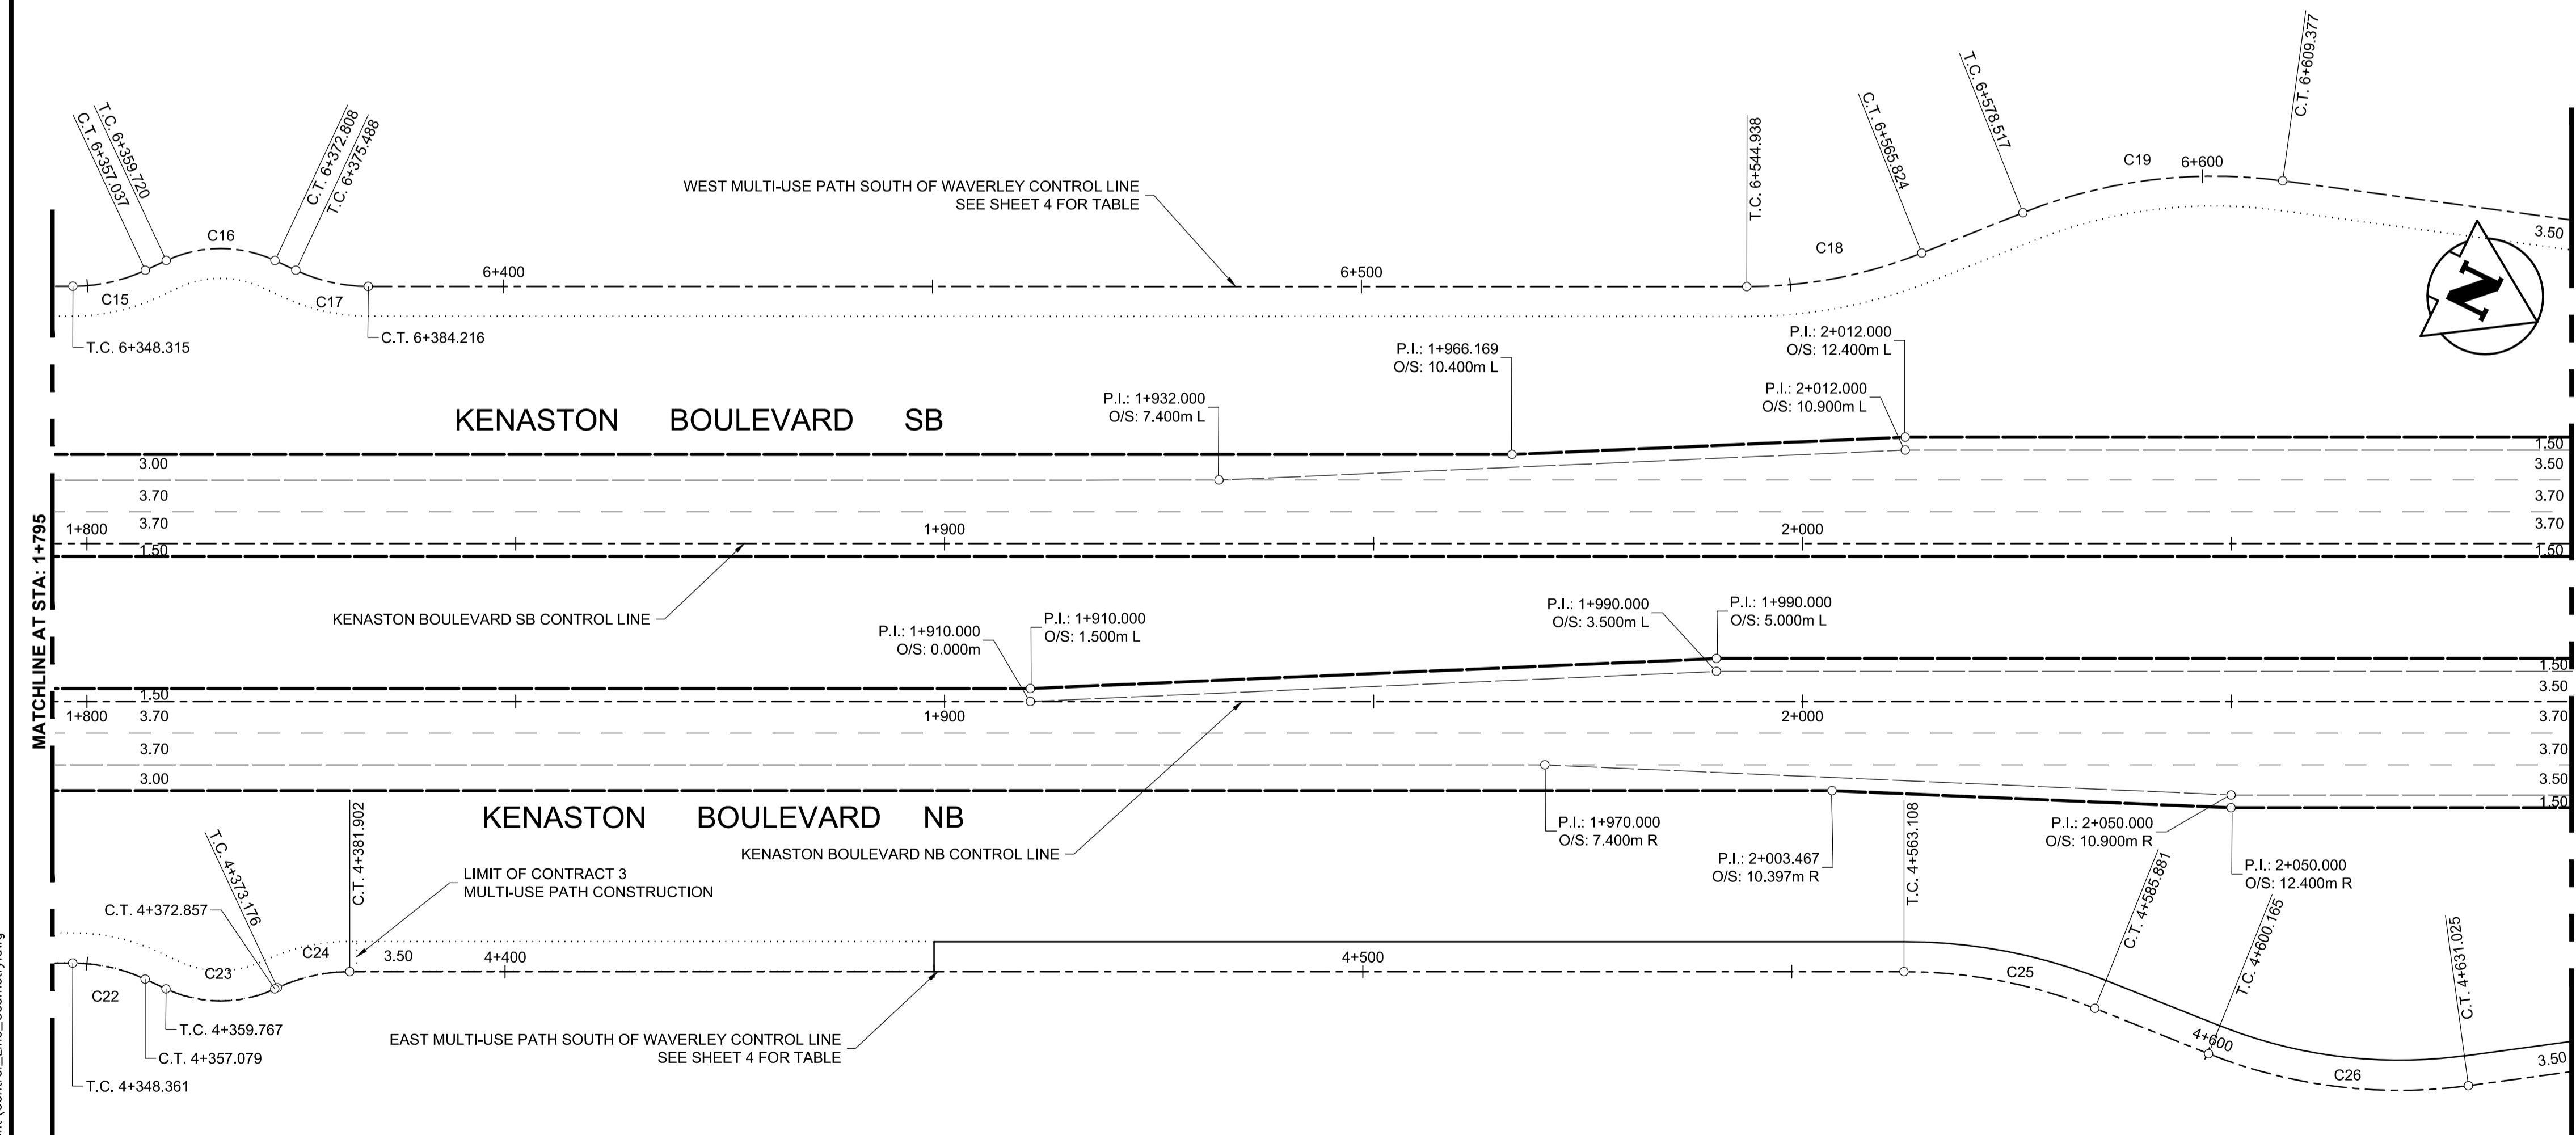 C.T. 6+609.377
T.C. 6+578.517
C.T. 6+565.824
T.C. 6+544.938
T.C. 6+359.720
C.T. 6+357.037
C.T. 6+372.808
T.C. 6+375.488
C19
6+600
WEST MULTI-USE PATH SOUTH OF WAVERLEY CONTROL LINE
SEE SHEET 4 FOR TABLE
C16
C18
3.50
6+400
6+500
C15
C17
N
T.C. 6+348.315
C.T. 6+384.216
P.I.: 1+966.169
O/S: 10.400m L
P.I.: 2+012.000
O/S: 12.400m L
P.I.: 1+932.000
O/S: 7.400m L
P.I.: 2+012.000
O/S: 10.900m L
KENASTON BOULEVARD SB
3.00
3.70
3.70
1.50
1.50
3.50
3.70
3.70
1.50
1+800
1+900
2+000
MATCHLINE AT STA: 1+795
KENASTON BOULEVARD SB CONTROL LINE
P.I.: 1+910.000
O/S: 0.000m
P.I.: 1+910.000
O/S: 1.500m L
P.I.: 1+990.000
O/S: 3.500m L
P.I.: 1+990.000
O/S: 5.000m L
1.50
3.70
3.70
3.00
1.50
3.50
3.70
3.70
3.50
1.50
1+800
1+900
2+000
KENASTON BOULEVARD NB
KENASTON BOULEVARD NB CONTROL LINE
P.I.: 1+970.000
O/S: 7.400m R
P.I.: 2+003.467
O/S: 10.397m R
P.I.: 2+050.000
O/S: 10.900m R
P.I.: 2+050.000
O/S: 12.400m R
T.C. 4+373.176
C.T. 4+381.902
LIMIT OF CONTRACT 3
MULTI-USE PATH CONSTRUCTION
C.T. 4+372.857
T.C. 4+563.108
C.T. 4+585.881
T.C. 4+600.165
C.T. 4+631.025
C24
3.50
4+400
4+500
C23
C22
C25
T.C. 4+359.767
C.T. 4+357.079
T.C. 4+348.361
EAST MULTI-USE PATH SOUTH OF WAVERLEY CONTROL LINE
SEE SHEET 4 FOR TABLE
4+600
C26
3.50